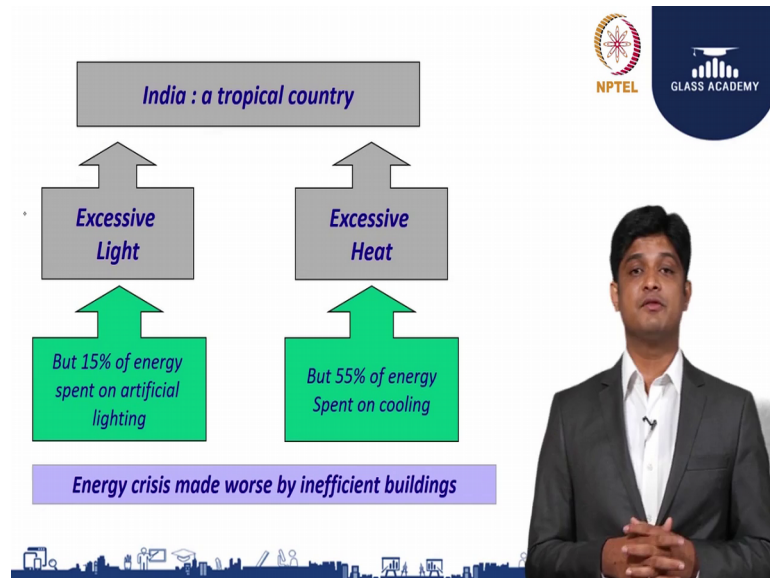 NPTEL
GLASS ACADEMY
India : a tropical country
Excessive
Light
Excessive
Heat
But 15% of energy
spent on artificial
lighting
But 55% of energy
Spent on cooling
Energy crisis made worse by inefficient buildings